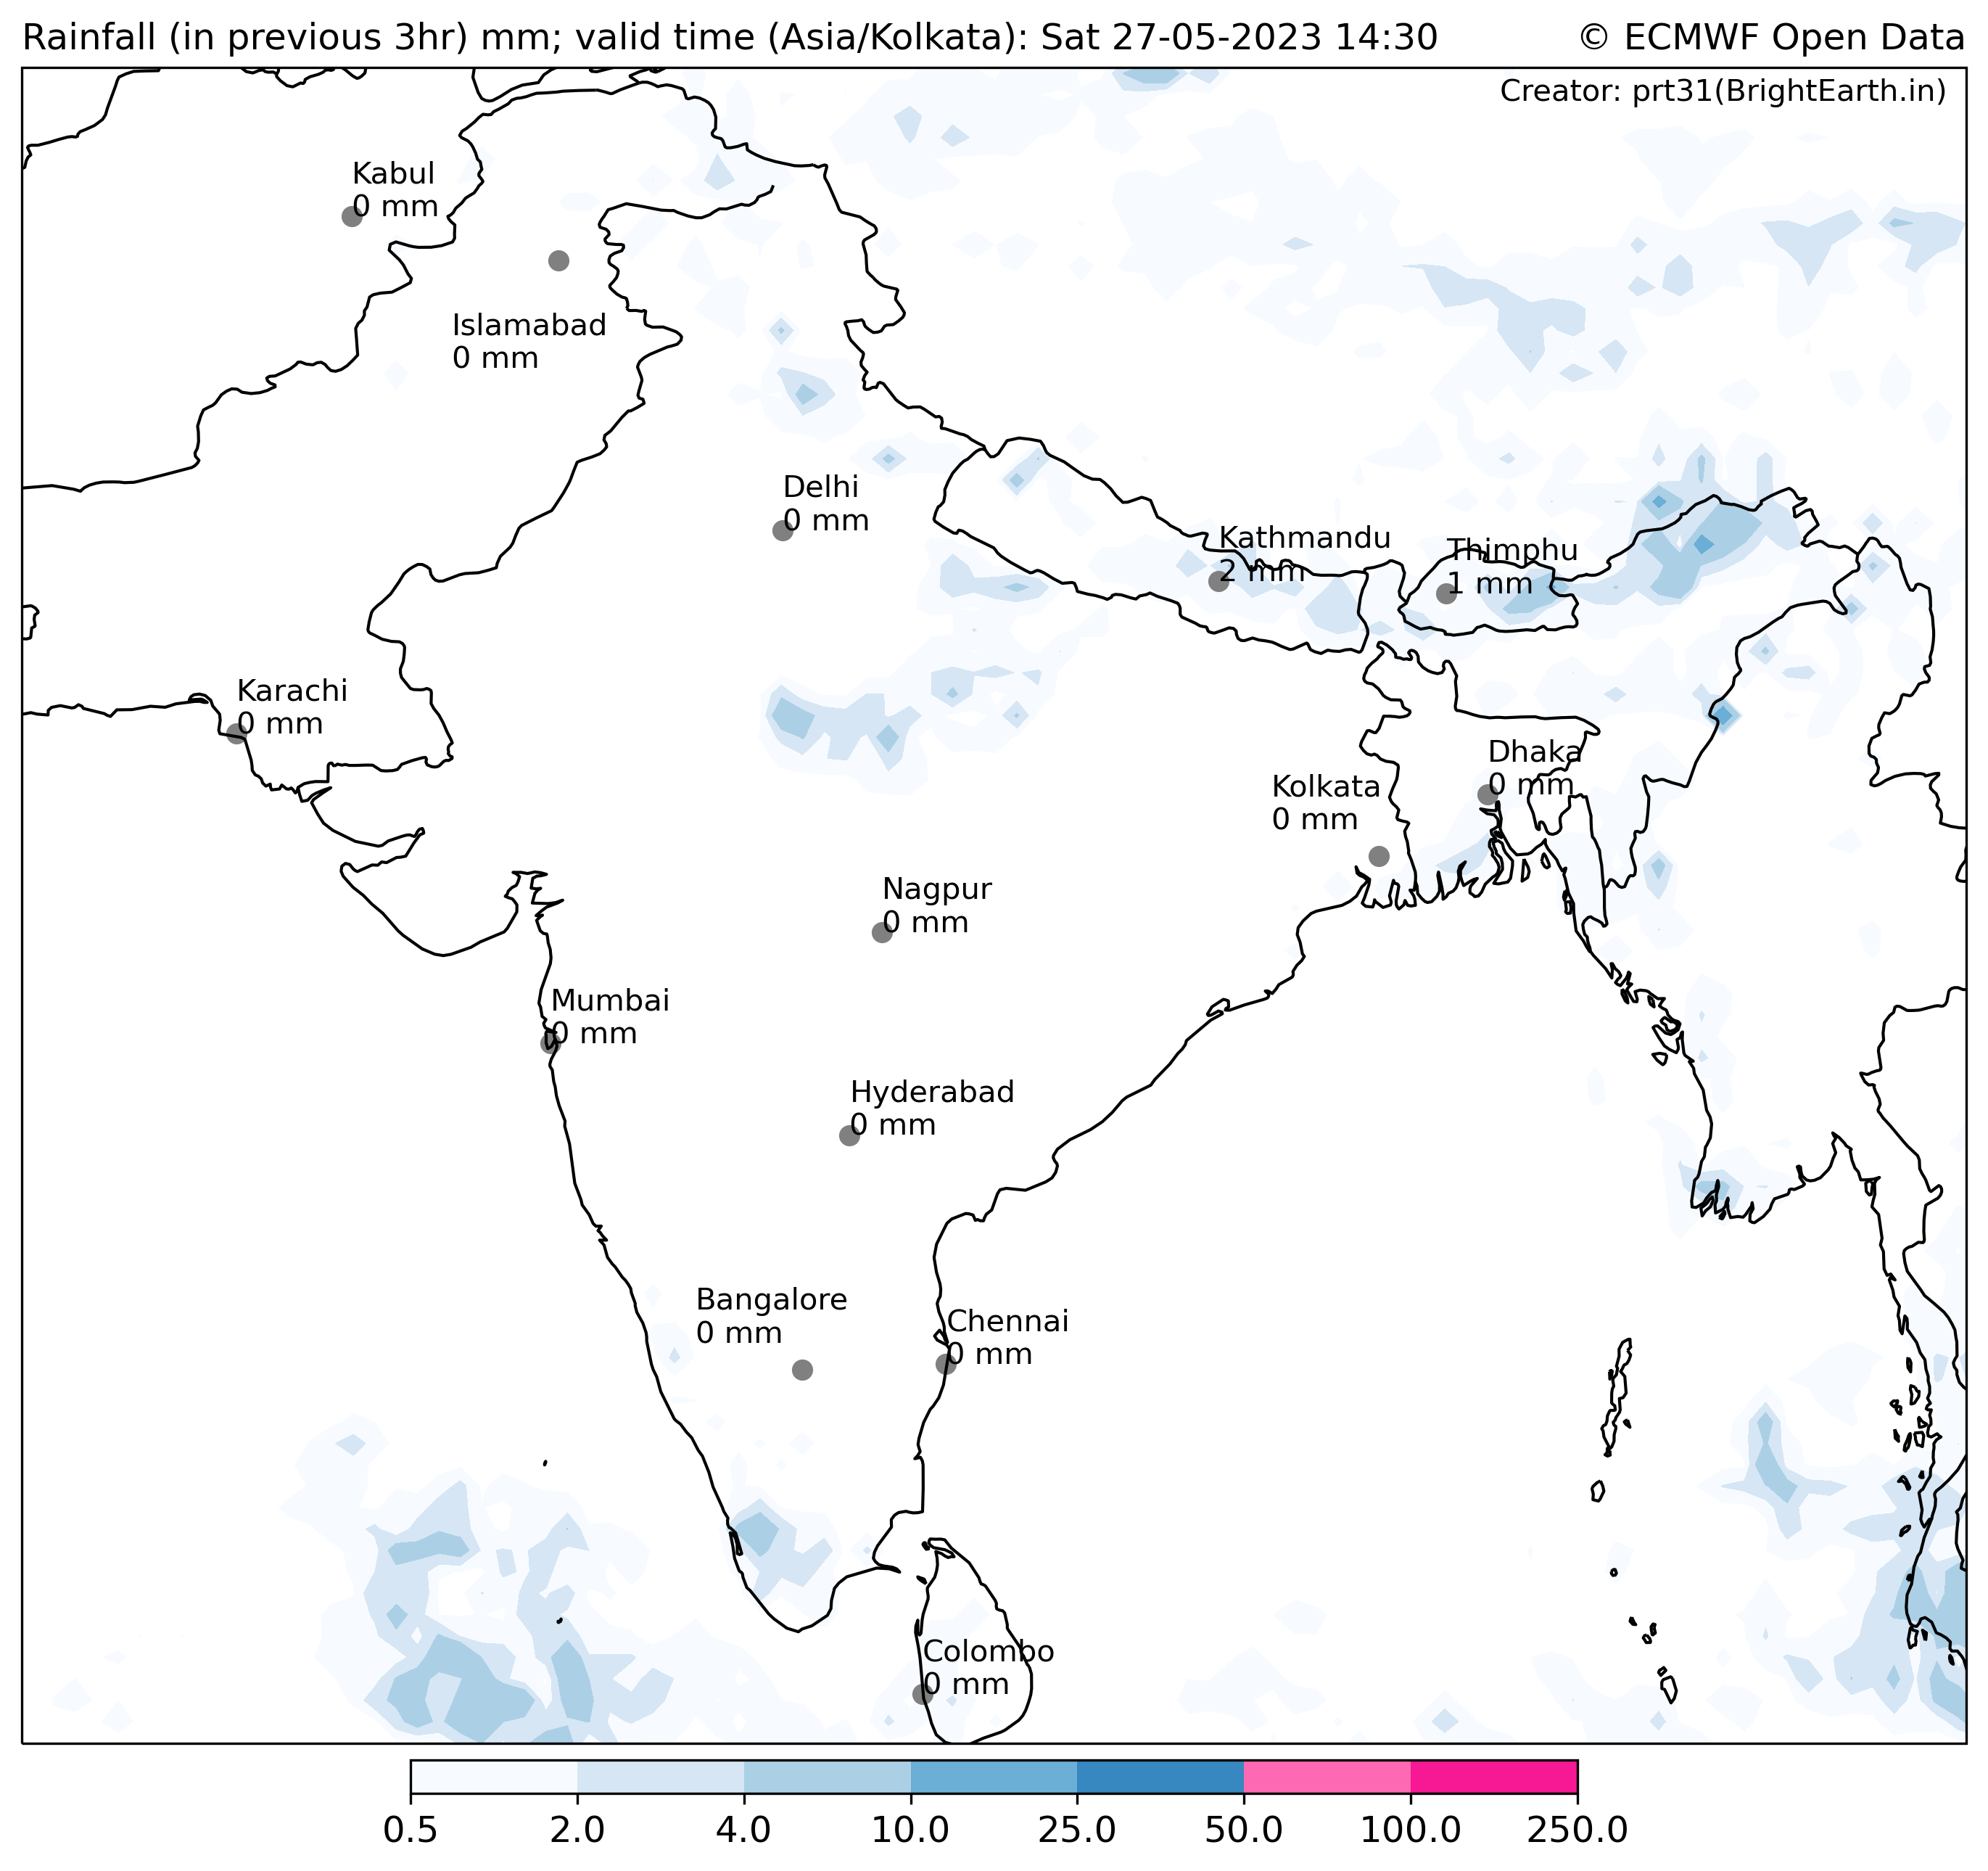 Rainfall (in previous 3hr) mm; valid time (Asia/Kolkata): Sat 27-05-2023 14:30
© ECMWF Open Data
Creator: prt31(BrightEarth.in)
Kabul
0 mm
Islamabad
0 mm
Delhi
0 mm
Kathmandu
2 mm
Thimphu
1 mm
Karachi
0 mm
Dhaka
0 mm
Kolkata
0 mm
Nagpur
0 mm
Mumbai
0 mm
Hyderabad
0 mm
Bangalore
0 mm
Chennai
0 mm
Colombo
0 mm
0.5 2.0 4.0 10.0 25.0 50.0 100.0 250.0